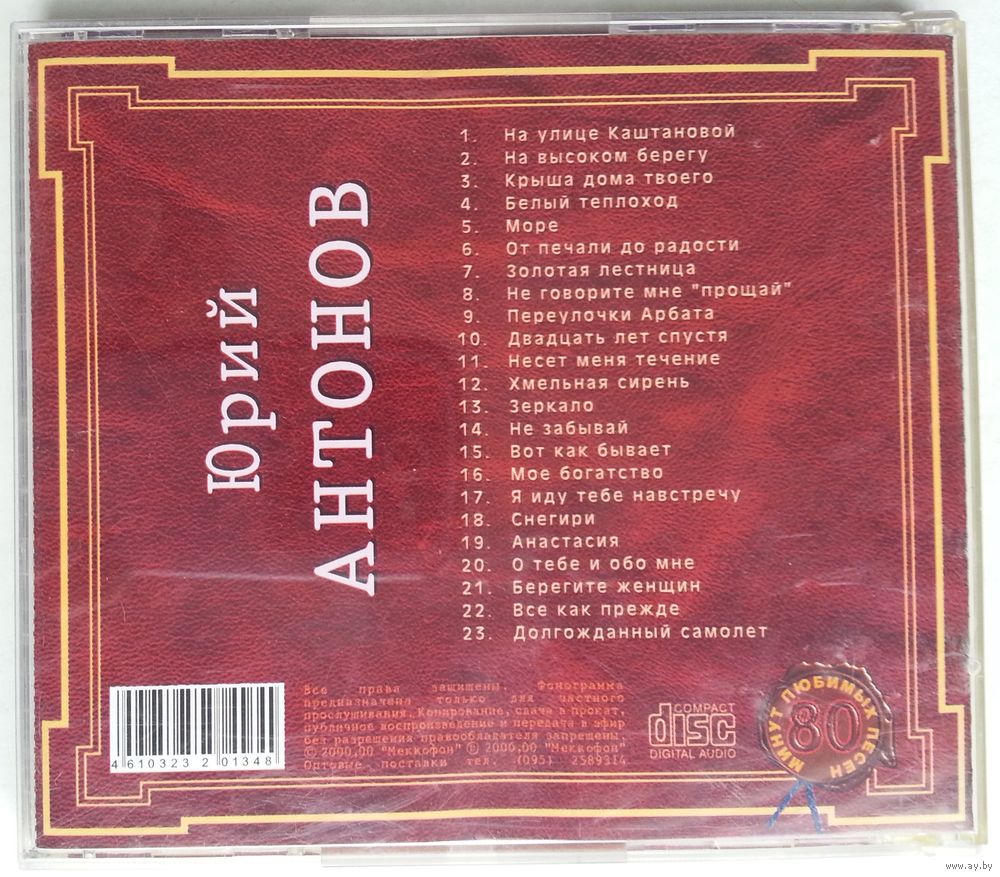 Юрий
АНТОНОВ
1. На улице Каштановой
2. На высоком берегу
3. Крыша дома твоего
4. Белый теплоход
5. Море
6. От печали до радости
7. Золотая лестница
8. Не говорите мне "прощай"
9. Переулочки Арбата
10. Двадцать лет спустя
11. Несет меня течение
12. Хмельная сирень
13. Зеркало
14. Не забывай
15. Вот как бывает
16. Мое богатство
17. Я иду тебе навстречу
18. Снегири
19. Анастасия
20. О тебе и обо мне
21. Берегите женщин
22. Все как прежде
23. Долгожданный самолет
Все права защищены. Фонограмма
предназначена только для частного
прослушивания. Копирование, сдача в прокат,
публичное воспроизведение и передача в эфир
без разрешения правообладателя запрещены.
© 2000,00 "Меккофон" ℗ 2000,00 "Меккофон"
Оптовые поставки тел. (095) 2589314
4 610323 201348
COMPACT
disc
DIGITAL AUDIO
80
МИНУТ ЛЮБИМЫХ ПЕСЕН
www.ay.by